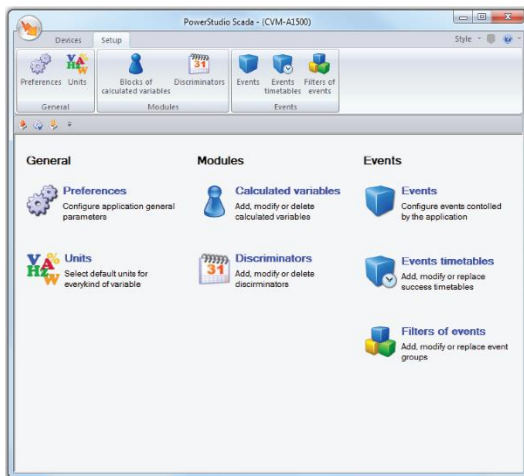 PowerStudio Scada - (CVM-A1500)
Devices Setup Style
Preferences Units Blocks of calculated variables Discriminators Events Events timetables Filters of events
General Modules Events
General Modules Events
Preferences
Configure application general
parameters
Calculated variables
Add, modify or delete
calculated variables
Events
Configure events contolled
by the application
Units
Select default units for
everykind of variable
Discriminators
Add, modify or delete
discirminators
Events timetables
Add, modify or replace
success timetables
Filters of events
Add, modify or replace event
groups